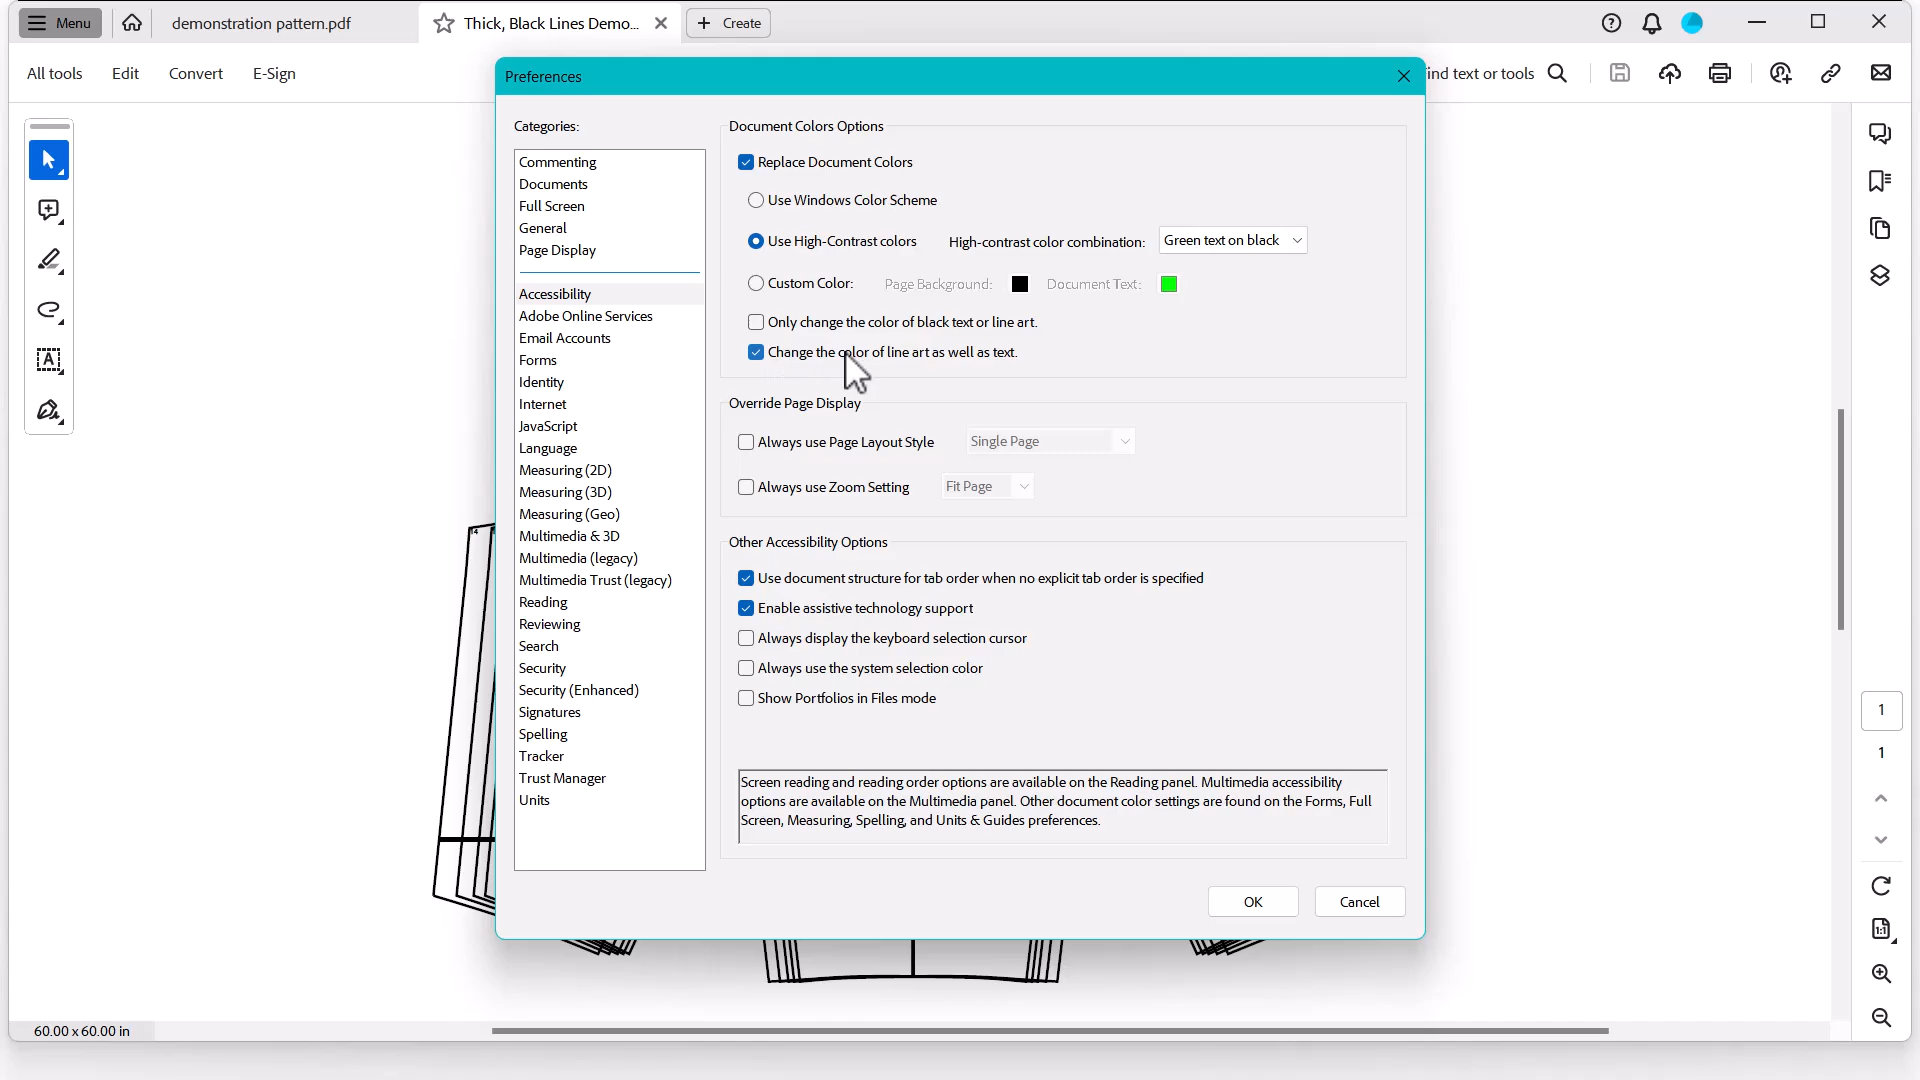 Menu
demonstration pattern.pdf
Thick, Black Lines Demo...
Create
All tools
Edit
Convert
E-Sign
ind text or tools
Preferences
Categories:
Commenting
Documents
Full Screen
General
Page Display
Accessibility
Adobe Online Services
Email Accounts
Forms
Identity
Internet
JavaScript
Language
Measuring (2D)
Measuring (3D)
Measuring (Geo)
Multimedia & 3D
Multimedia (legacy)
Multimedia Trust (legacy)
Reading
Reviewing
Search
Security
Security (Enhanced)
Signatures
Spelling
Tracker
Trust Manager
Units
Document Colors Options
Replace Document Colors
Use Windows Color Scheme
Use High-Contrast colors High-contrast color combination: Green text on black
Custom Color: Page Background: Document Text:
Only change the color of black text or line art.
Change the color of line art as well as text.
Override Page Display
Always use Page Layout Style Single Page
Always use Zoom Setting Fit Page
Other Accessibility Options
Use document structure for tab order when no explicit tab order is specified
Enable assistive technology support
Always display the keyboard selection cursor
Always use the system selection color
Show Portfolios in Files mode
Screen reading and reading order options are available on the Reading panel. Multimedia accessibility
options are available on the Multimedia panel. Other document color settings are found on the Forms, Full
Screen, Measuring, Spelling, and Units & Guides preferences.
OK
Cancel
14
1
1
1:1
60.00 x 60.00 in